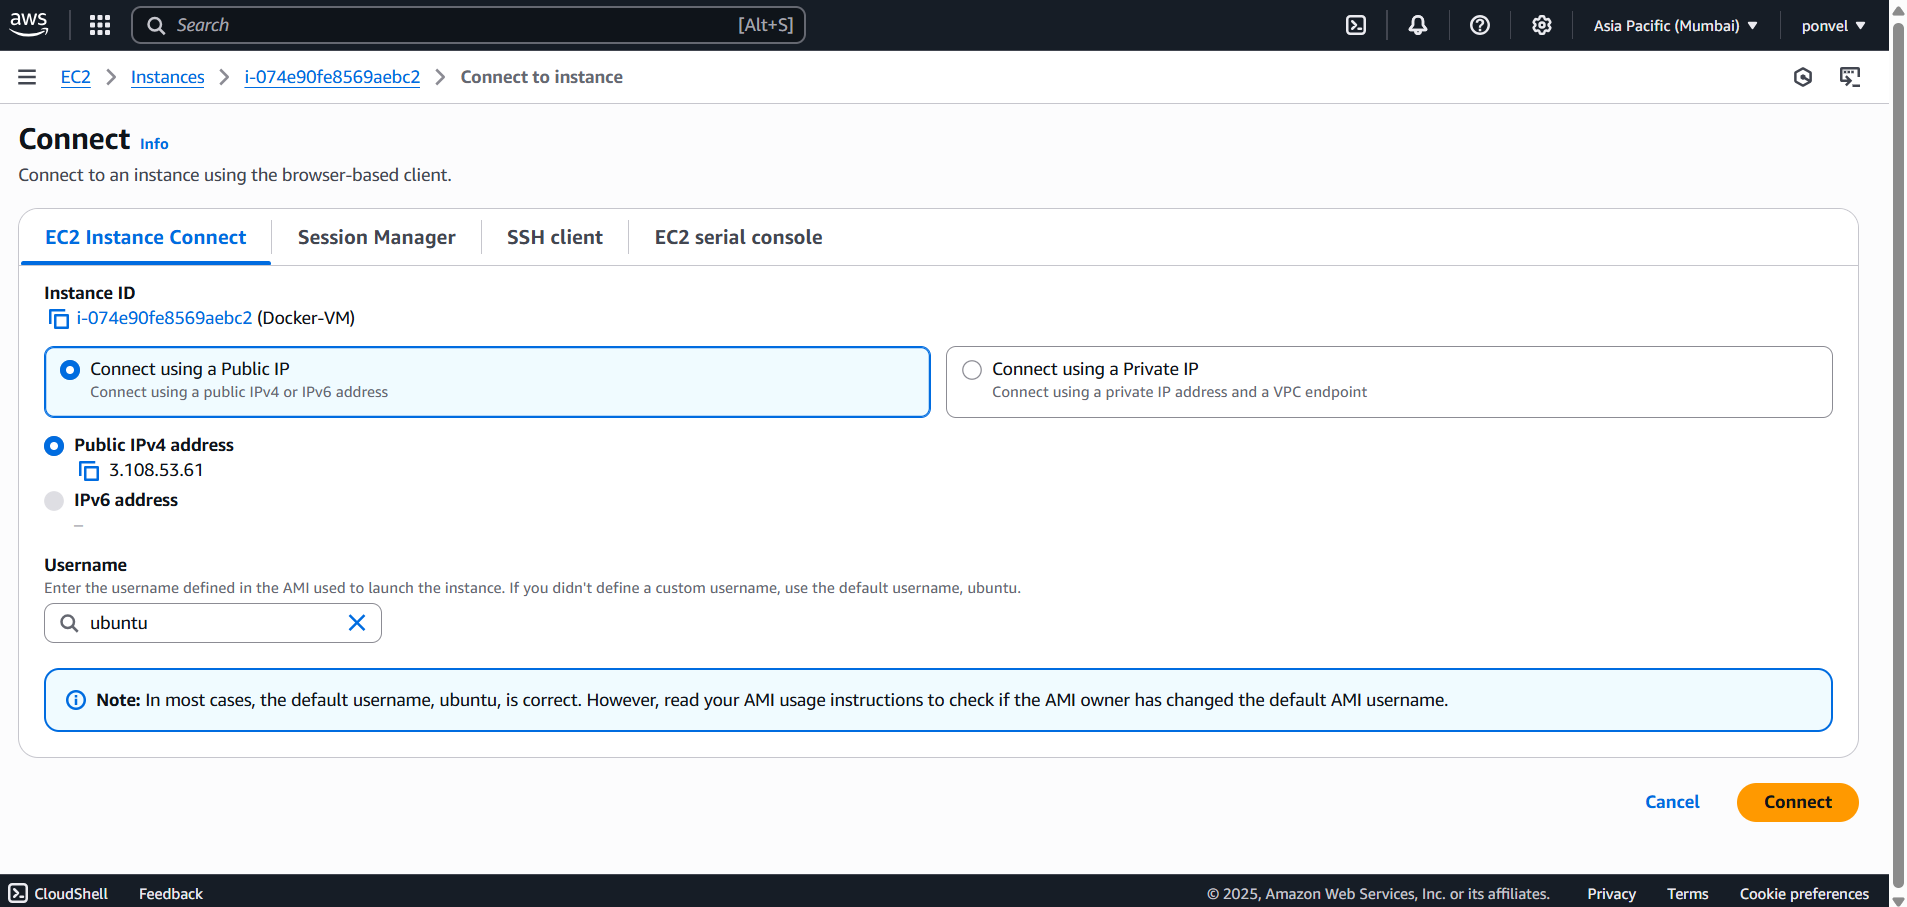 aws
Search [Alt+S]
Asia Pacific (Mumbai) ponvel
EC2 Instances i-074e90fe8569aebc2 Connect to instance
Connect Info
Connect to an instance using the browser-based client.
EC2 Instance Connect Session Manager SSH client EC2 serial console
Instance ID
i-074e90fe8569aebc2 (Docker-VM)
Connect using a Public IP
Connect using a public IPv4 or IPv6 address
Connect using a Private IP
Connect using a private IP address and a VPC endpoint
Public IPv4 address
3.108.53.61
IPv6 address
–
Username
Enter the username defined in the AMI used to launch the instance. If you didn't define a custom username, use the default username, ubuntu.
ubuntu
Note: In most cases, the default username, ubuntu, is correct. However, read your AMI usage instructions to check if the AMI owner has changed the default AMI username.
Cancel Connect
CloudShell Feedback © 2025, Amazon Web Services, Inc. or its affiliates. Privacy Terms Cookie preferences